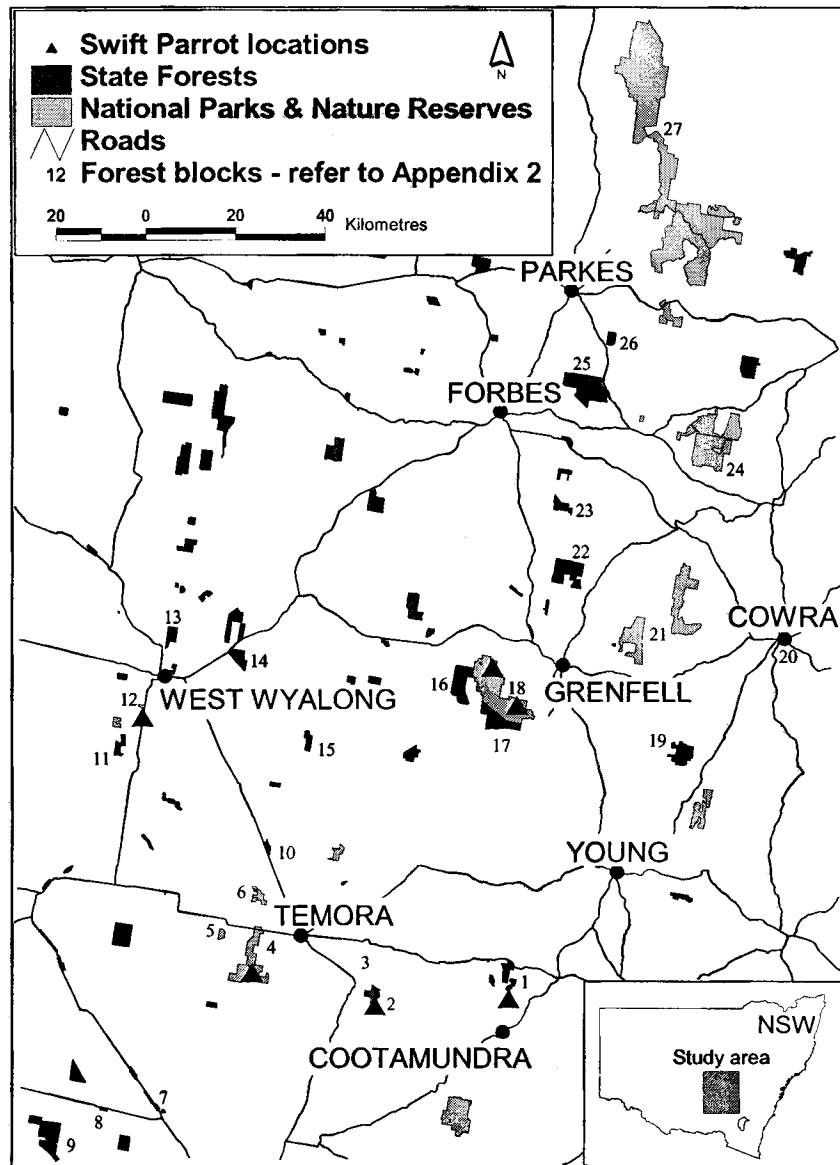 Swift Parrot locations
State Forests
National Parks & Nature Reserves
Roads
12 Forest blocks - refer to Appendix 2
20 0 20 40 Kilometres
N
27
PARKES
26
25
FORBES
24
23
22
COWRA
21
20
13
14
WEST WYALONG
GRENFELL
16
18
12
17
19
11
15
10
YOUNG
6
TEMORA
5
4
3
1
2
COOTAMUNDRA
NSW
Study area
7
8
9